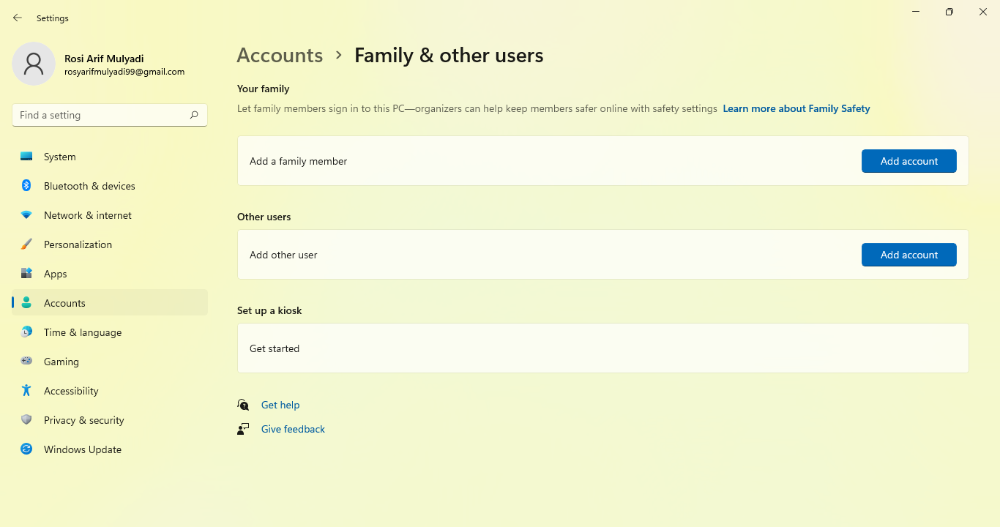 Settings
Rosi Arif Mulyadi
rosyarifmulyadi99@gmail.com
Find a setting
System
Bluetooth & devices
Network & internet
Personalization
Apps
Accounts
Time & language
Gaming
Accessibility
Privacy & security
Windows Update
Accounts > Family & other users
Your family
Let family members sign in to this PC—organizers can help keep members safer online with safety settings Learn more about Family Safety
Add a family member Add account
Other users
Add other user Add account
Set up a kiosk
Get started
Get help
Give feedback